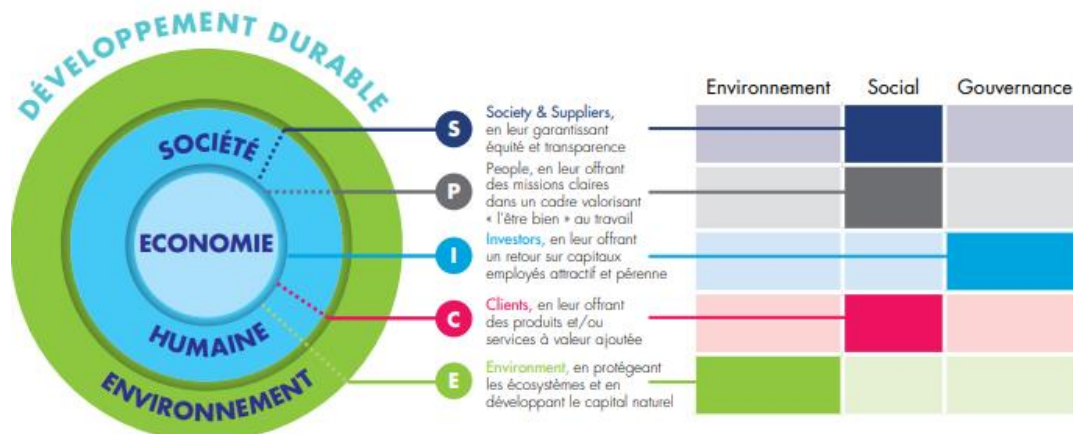 DÉVELOPPEMENT DURABLE
SOCIÉTÉ
ECONOMIE
HUMAINE
ENVIRONNEMENT
Environnement Social Gouvernance
S
Society & Suppliers,
en leur garantissant
équité et transparence
P
People, en leur offrant
des missions claires
dans un cadre valorisant
« l'être bien » au travail
I
Investors, en leur offrant
un retour sur capitaux
employés attractif et pérenne
C
Clients, en leur offrant
des produits et/ou
services à valeur ajoutée
E
Environment, en protégeant
les écosystèmes et en
développant le capital naturel